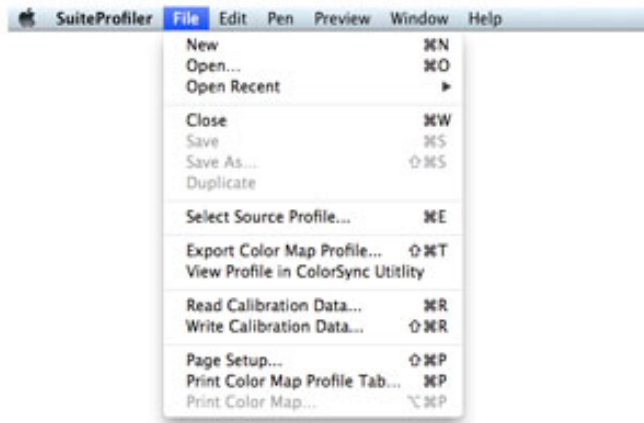 SuiteProfiler File Edit Pen Preview Window Help
New ⌘N
Open... ⌘O
Open Recent ▶
Close ⌘W
Save ⌘S
Save As... ⇧⌘S
Duplicate
Select Source Profile... ⌘E
Export Color Map Profile... ⇧⌘T
View Profile in ColorSync Utitlity
Read Calibration Data... ⌘R
Write Calibration Data... ⇧⌘R
Page Setup... ⇧⌘P
Print Color Map Profile Tab... ⌘P
Print Color Map... ⌥⌘P